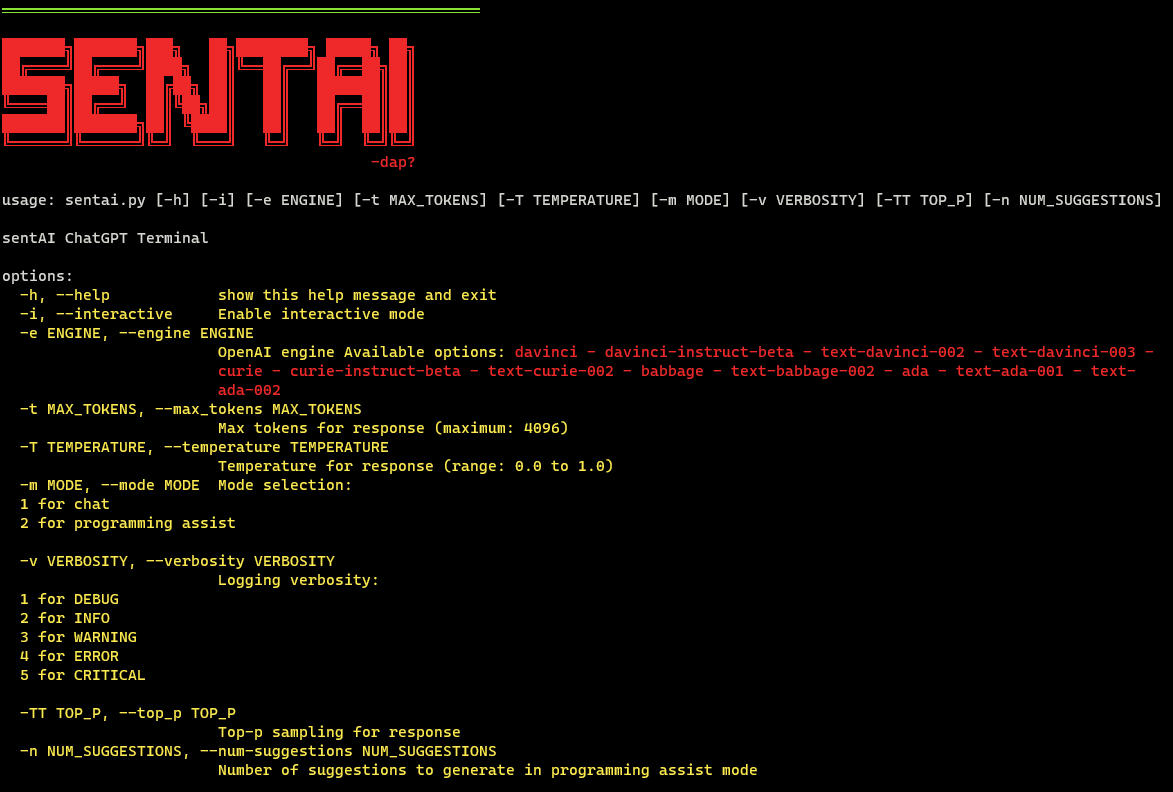 SENTAI
-dap?
usage: sentai.py [-h] [-i] [-e ENGINE] [-t MAX_TOKENS] [-T TEMPERATURE] [-m MODE] [-v VERBOSITY] [-TT TOP_P] [-n NUM_SUGGESTIONS]
sentAI ChatGPT Terminal
options:
-h, --help show this help message and exit
-i, --interactive Enable interactive mode
-e ENGINE, --engine ENGINE
OpenAI engine Available options: davinci - davinci-instruct-beta - text-davinci-002 - text-davinci-003 -
curie - curie-instruct-beta - text-curie-002 - babbage - text-babbage-002 - ada - text-ada-001 - text-
ada-002
-t MAX_TOKENS, --max_tokens MAX_TOKENS
Max tokens for response (maximum: 4096)
-T TEMPERATURE, --temperature TEMPERATURE
Temperature for response (range: 0.0 to 1.0)
-m MODE, --mode MODE Mode selection:
1 for chat
2 for programming assist
-v VERBOSITY, --verbosity VERBOSITY
Logging verbosity:
1 for DEBUG
2 for INFO
3 for WARNING
4 for ERROR
5 for CRITICAL
-TT TOP_P, --top_p TOP_P
Top-p sampling for response
-n NUM_SUGGESTIONS, --num-suggestions NUM_SUGGESTIONS
Number of suggestions to generate in programming assist mode